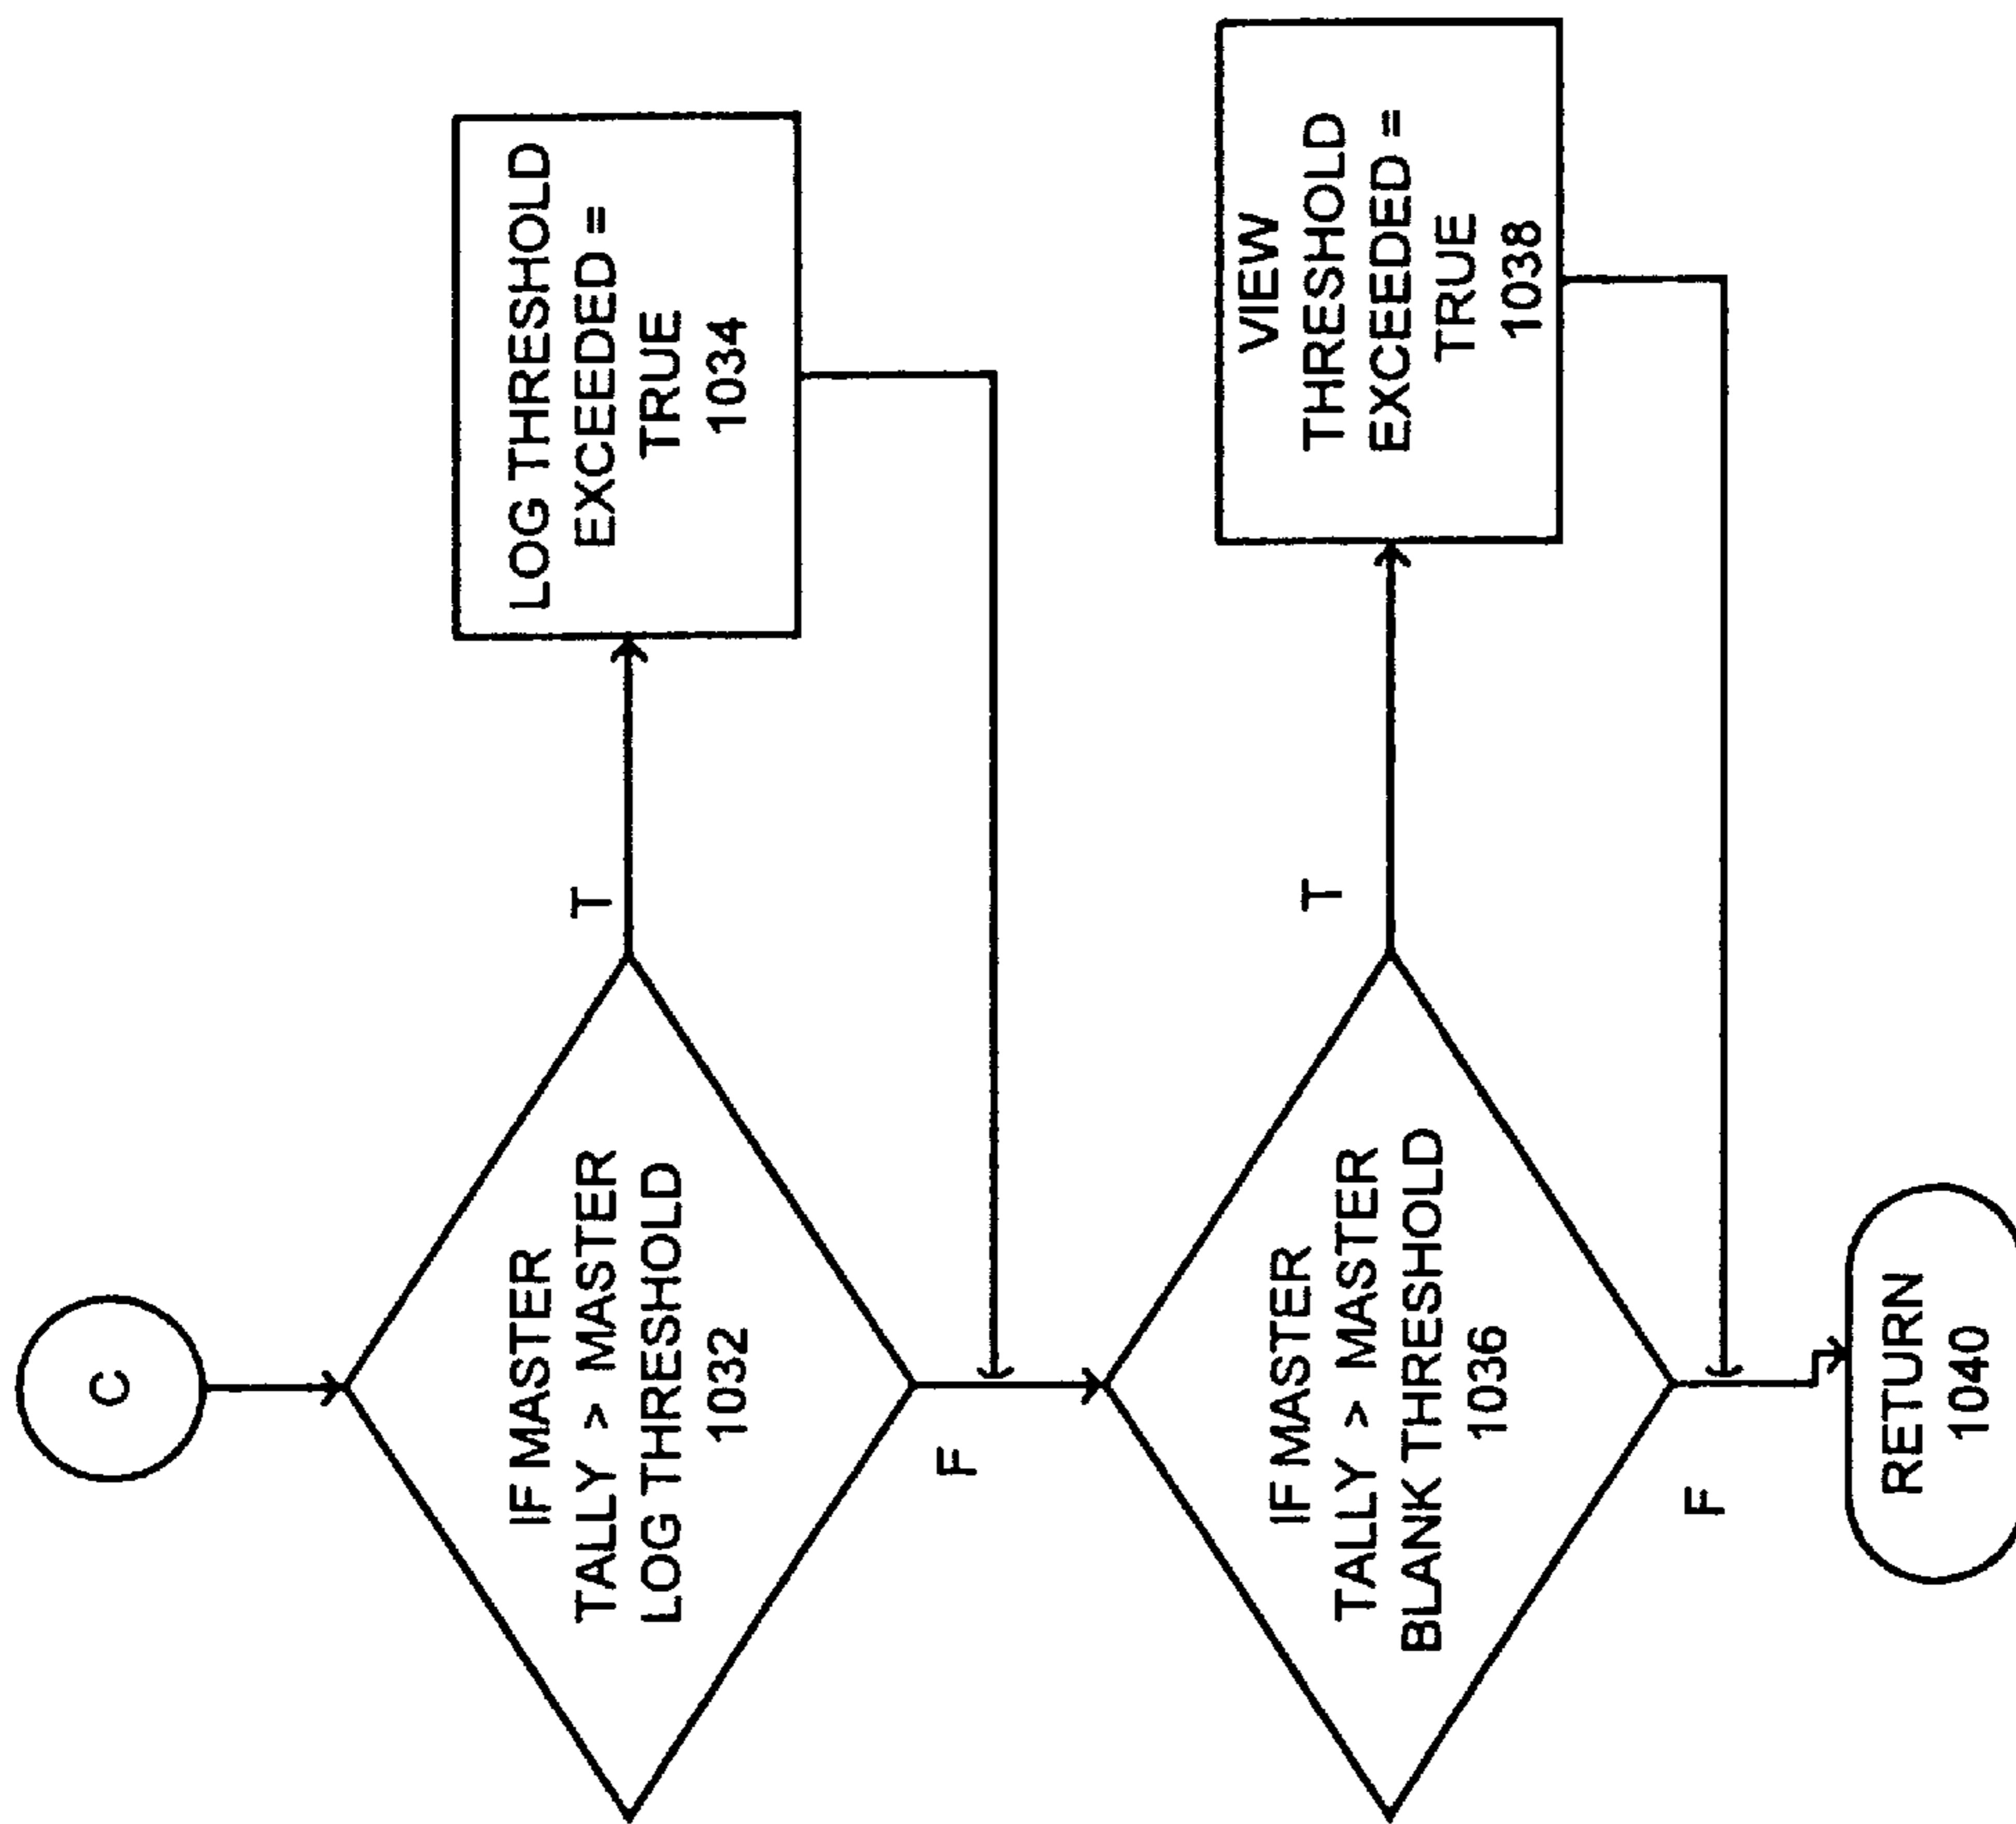 C
IF MASTER
TALLY > MASTER
LOG THRESHOLD
1032
T
LOG THRESHOLD
EXCEEDED =
TRUE
1034
F
IF MASTER
TALLY > MASTER
BLANK THRESHOLD
1036
T
VIEW
THRESHOLD
EXCEEDED =
TRUE
1038
F
RETURN
1040